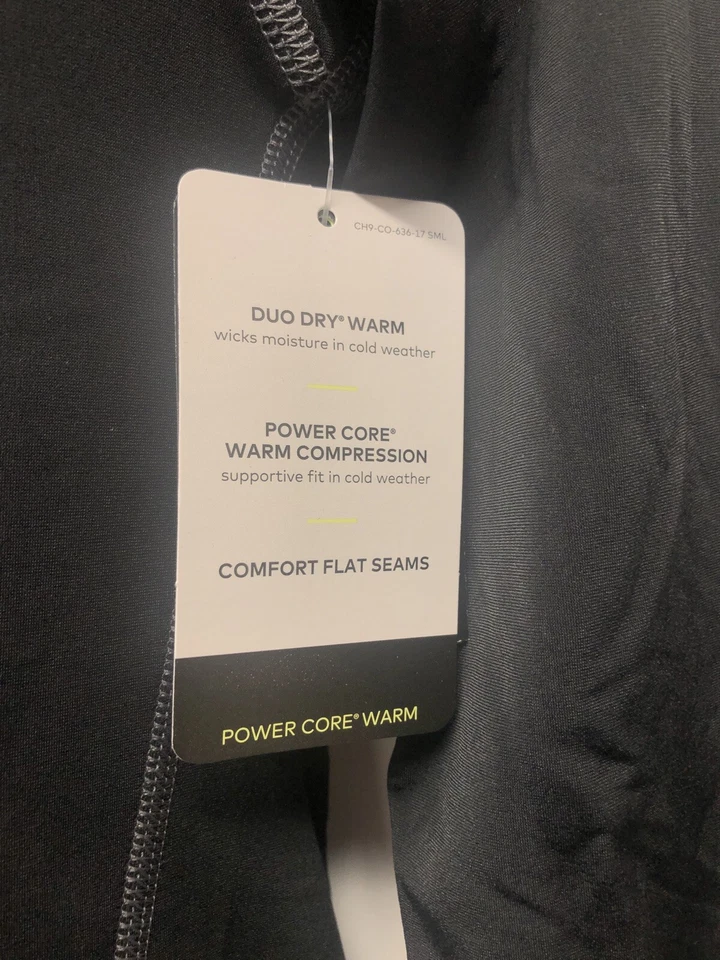 CH9-CO-636-17 SML
DUO DRY® WARM
wicks moisture in cold weather
POWER CORE®
WARM COMPRESSION
supportive fit in cold weather
COMFORT FLAT SEAMS
POWER CORE® WARM